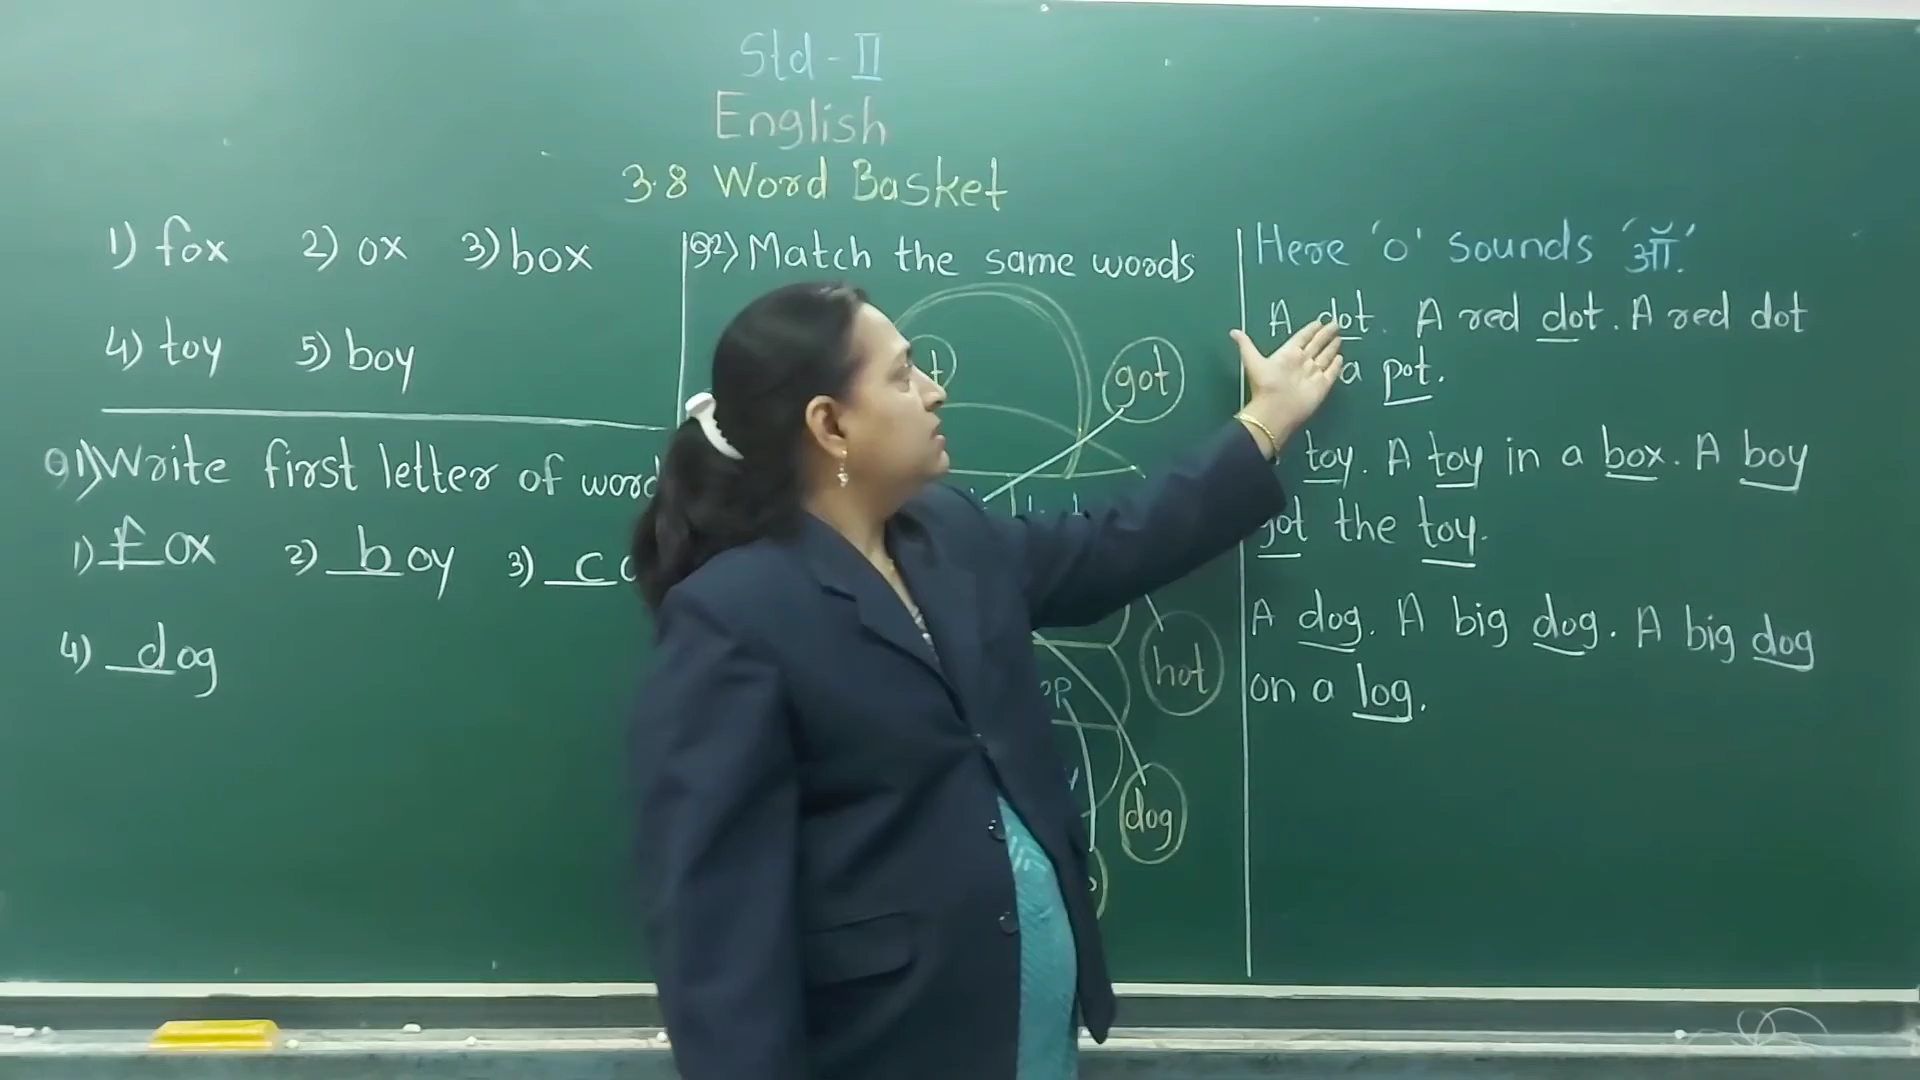 Std - II
English
3.8 Word Basket
1) fox 2) ox 3) box
4) toy 5) boy
Q1) Write first letter of
1) f ox 2) b oy 3) c
4) d og
Q2) Match the same words
got
hot
dog
Here 'o' sounds 'ऑ'.
A dot. A red dot. A red dot
a pot.
toy. A toy in a box. A boy
got the toy.
A dog. A big dog. A big dog
on a log.